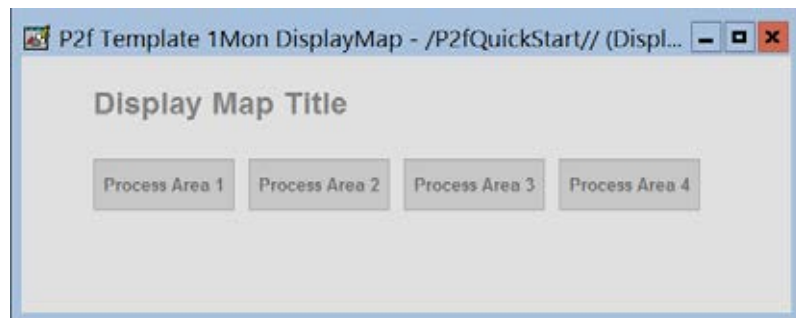 P2f Template 1Mon DisplayMap - /P2fQuickStart// (Displ...
Display Map Title
Process Area 1 Process Area 2 Process Area 3 Process Area 4